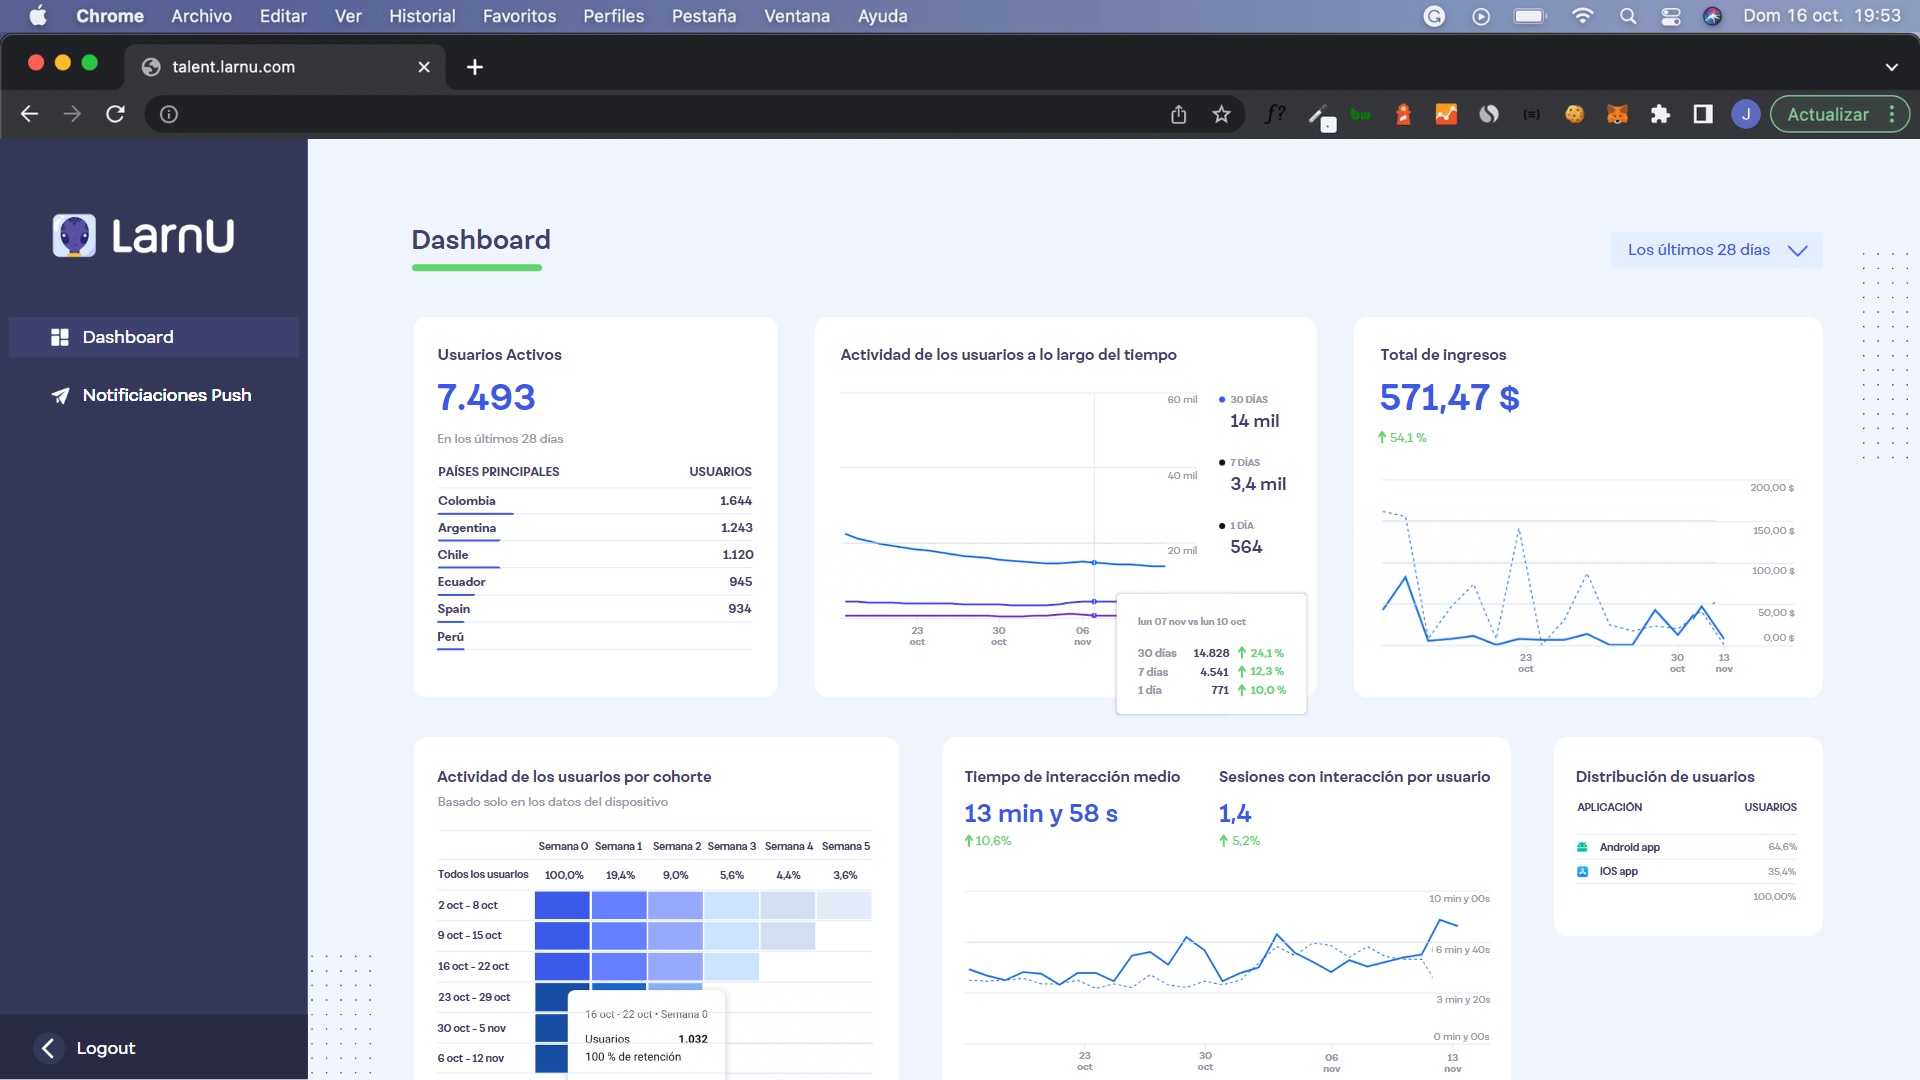 Chrome Archivo Editar Ver Historial Favoritos Perfiles Pestaña Ventana Ayuda
Dom 16 oct. 19:53
talent.larnu.com
J
Actualizar
LarnU
Dashboard
Notificiaciones Push
Logout
Dashboard
Los últimos 28 días
Usuarios Activos
7.493
En los últimos 28 días
PAÍSES PRINCIPALES USUARIOS
Colombia 1.644
Argentina 1.243
Chile 1.120
Ecuador 945
Spain 934
Perú
Actividad de los usuarios a lo largo del tiempo
60 mil
40 mil
20 mil
30 DÍAS
14 mil
7 DÍAS
3,4 mil
1 DÍA
564
23 oct
30 oct
06 nov
lun 07 nov vs lun 10 oct
30 días 14.828 24,1 %
7 días 4.541 12,3 %
1 día 771 10,0 %
Total de ingresos
571,47 $
54,1 %
200,00 $
150,00 $
100,00 $
50,00 $
0,00 $
23 oct
30 oct
13 nov
Actividad de los usuarios por cohorte
Basado solo en los datos del dispositivo
Semana 0 Semana 1 Semana 2 Semana 3 Semana 4 Semana 5
Todos los usuarios 100,0% 19,4% 9,0% 5,6% 4,4% 3,6%
2 oct - 8 oct
9 oct - 15 oct
16 oct - 22 oct
23 oct - 29 oct
30 oct - 5 nov
6 oct - 12 nov
16 oct - 22 oct • Semana 0
Usuarios 1.032
100 % de retención
Tiempo de interacción medio
13 min y 58 s
10,6%
Sesiones con interacción por usuario
1,4
5,2%
10 min y 00s
6 min y 40s
3 min y 20s
0 min y 00s
23 oct
30 oct
06 nov
13 nov
Distribución de usuarios
APLICACIÓN USUARIOS
Android app 64,6%
IOS app 35,4%
100,00%